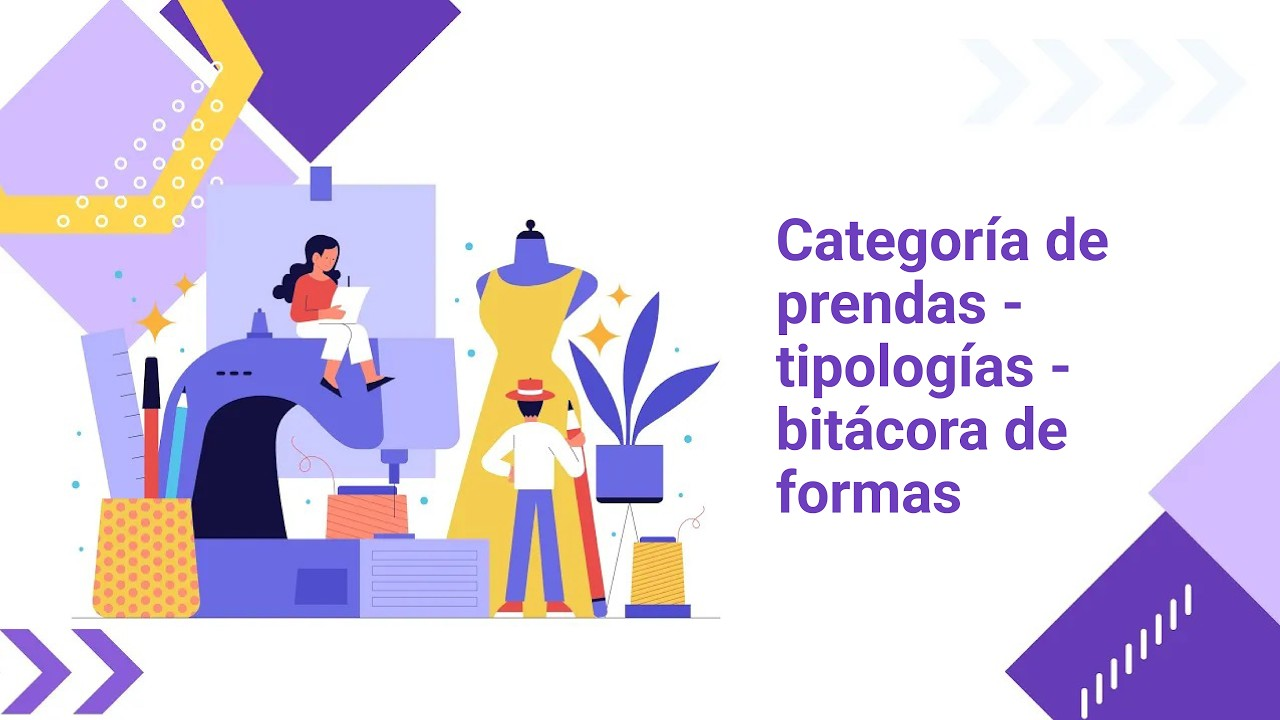 Categoría de
prendas -
tipologías -
bitácora de
formas